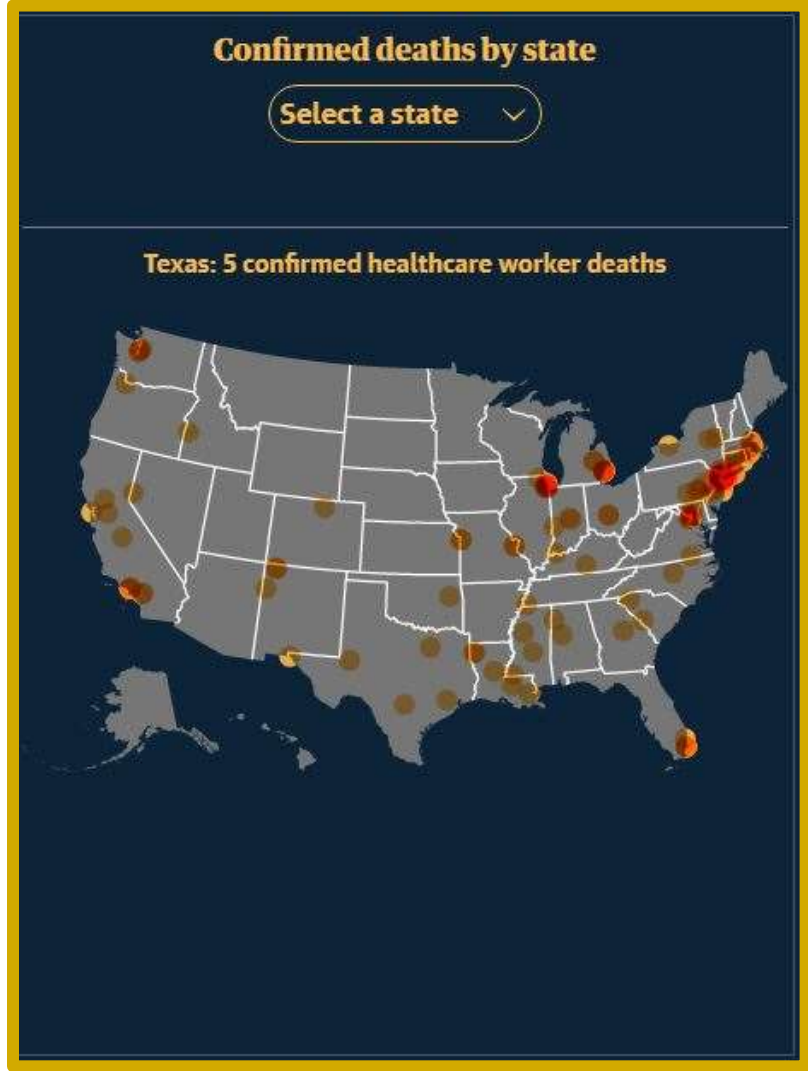 Confirmed deaths by state
Select a state
Texas: 5 confirmed healthcare worker deaths